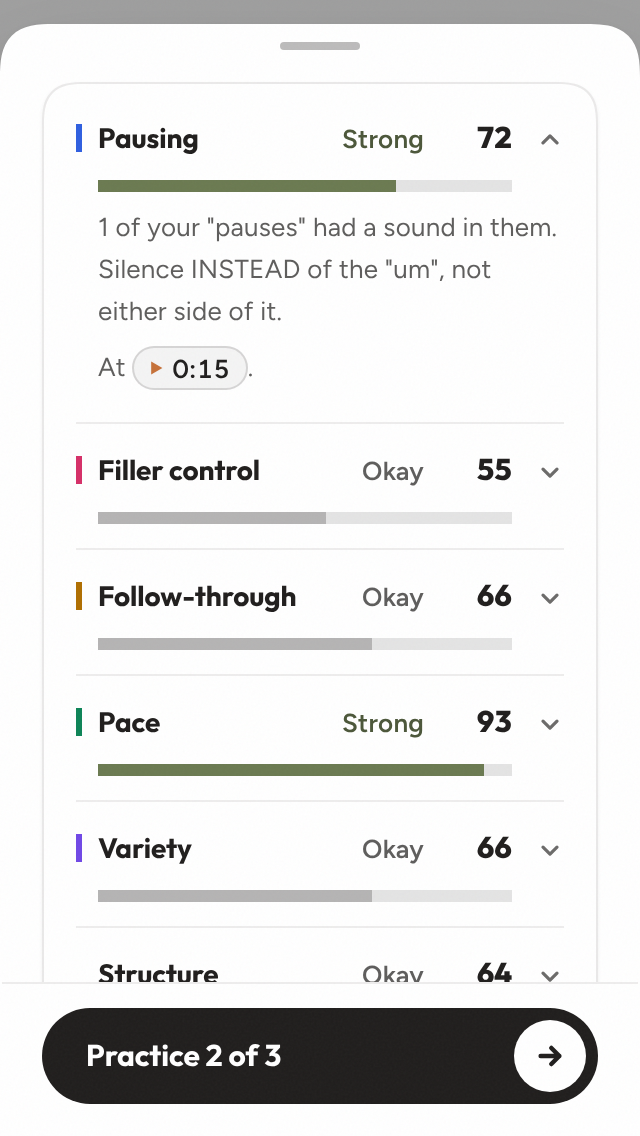 Pausing Strong 72
1 of your "pauses" had a sound in them.
Silence INSTEAD of the "um", not
either side of it.
At 0:15.
Filler control Okay 55
Follow-through Okay 66
Pace Strong 93
Variety Okay 66
Structure Okay 64
Practice 2 of 3